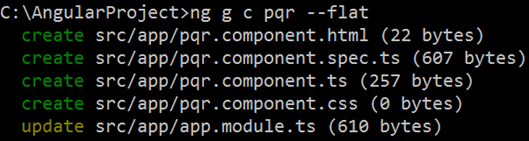 C:\AngularProject>ng g c pqr --flat
create src/app/pqr.component.html (22 bytes)
create src/app/pqr.component.spec.ts (607 bytes)
create src/app/pqr.component.ts (257 bytes)
create src/app/pqr.component.css (0 bytes)
update src/app/app.module.ts (610 bytes)